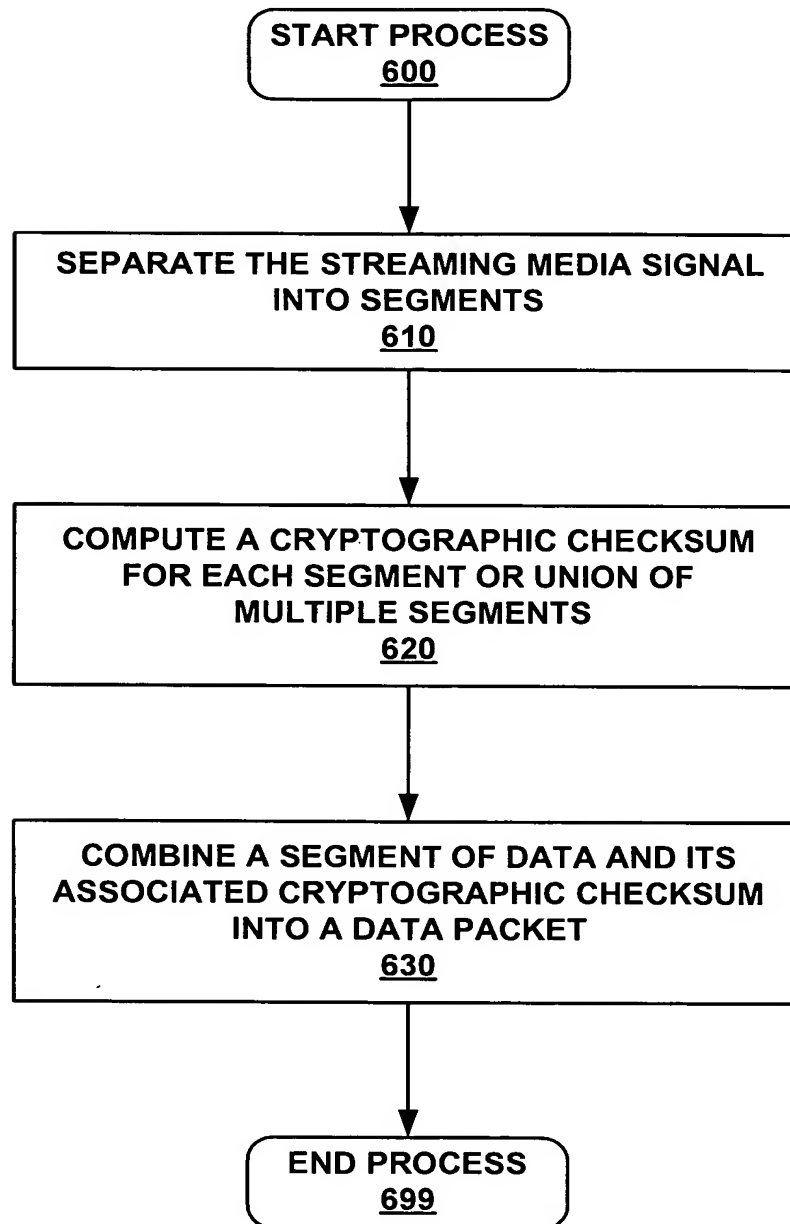 START PROCESS
600
SEPARATE THE STREAMING MEDIA SIGNAL
INTO SEGMENTS
610
COMPUTE A CRYPTOGRAPHIC CHECKSUM
FOR EACH SEGMENT OR UNION OF
MULTIPLE SEGMENTS
620
COMBINE A SEGMENT OF DATA AND ITS
ASSOCIATED CRYPTOGRAPHIC CHECKSUM
INTO A DATA PACKET
630
END PROCESS
699